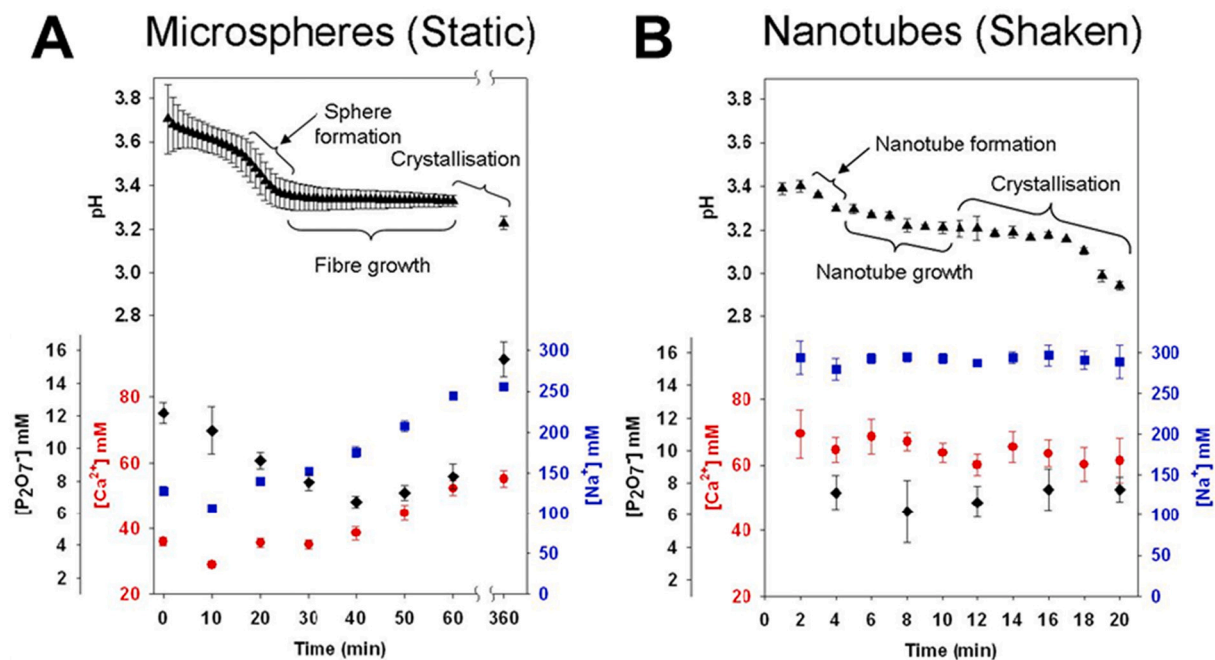 A Microspheres (Static)
3.8
3.6
3.4
3.2
3.0
2.8
pH
Sphere
formation
Crystallisation
Fibre growth
16
14
12
10
8
6
4
2
[P2O7-] mM
80
60
40
20
[Ca2+] mM
300
250
200
150
100
50
0
[Na+] mM
0 10 20 30 40 50 60 360
Time (min)
B Nanotubes (Shaken)
3.8
3.6
3.4
3.2
3.0
2.8
pH
Nanotube formation
Crystallisation
Nanotube growth
16
14
12
10
8
6
4
2
[P2O7-] mM
80
60
40
20
[Ca2+] mM
300
250
200
150
100
50
0
[Na+] mM
0 2 4 6 8 10 12 14 16 18 20
Time (min)